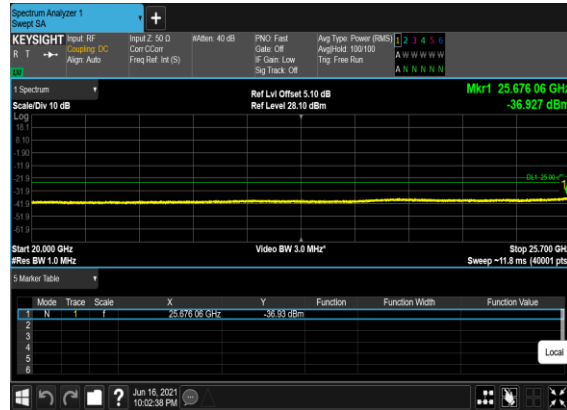 Spectrum Analyzer 1
Swept SA
+
KEYSIGHT Input: RF Input Z: 50 Ω #Atten: 40 dB PNO: Fast Avg Type: Power (RMS) 1 2 3 4 5 6
R T Coupling: DC Corr CCorr Gate: Off Avg|Hold: 100/100 A W W W W W
Align: Auto Freq Ref: Int (S) IF Gain: Low Trig: Free Run A N N N N N
Sig Track: Off
1 Spectrum Ref Lvl Offset 5.10 dB Mkr1 25.676 06 GHz
Scale/Div 10 dB Ref Level 28.10 dBm -36.927 dBm
Log
18.1
8.10
-1.90
-11.9
-21.9
DL1 -25.00
1
-31.9
-41.9
-51.9
-61.9
Start 20.000 GHz Video BW 3.0 MHz* Stop 25.700 GHz
#Res BW 1.0 MHz Sweep ~11.8 ms (40001 pts
5 Marker Table
Mode Trace Scale X Y Function Function Width Function Value
1 N 1 f 25.676 06 GHz -36.93 dBm
2
3
4
5
6
Local
? Jun 16, 2021
10:02:38 PM